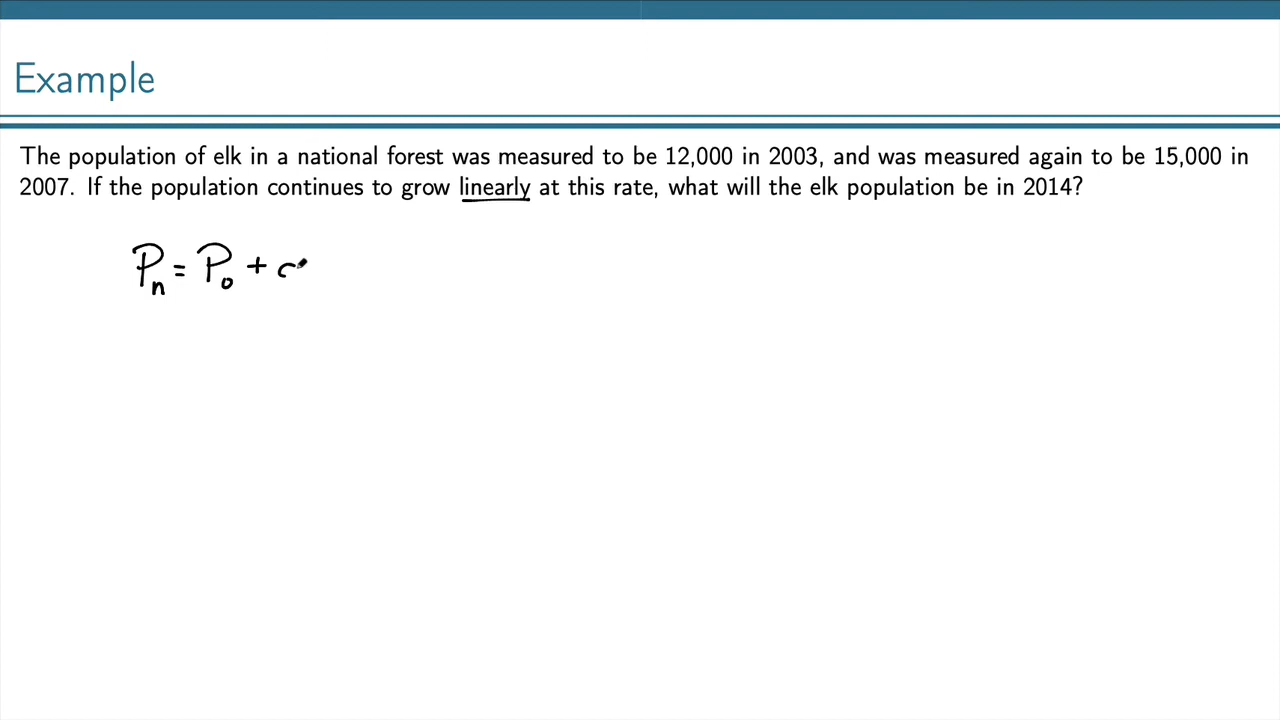 Example
The population of elk in a national forest was measured to be 12,000 in 2003, and was measured again to be 15,000 in
2007. If the population continues to grow linearly at this rate, what will the elk population be in 2014?
Pₙ = P₀ +